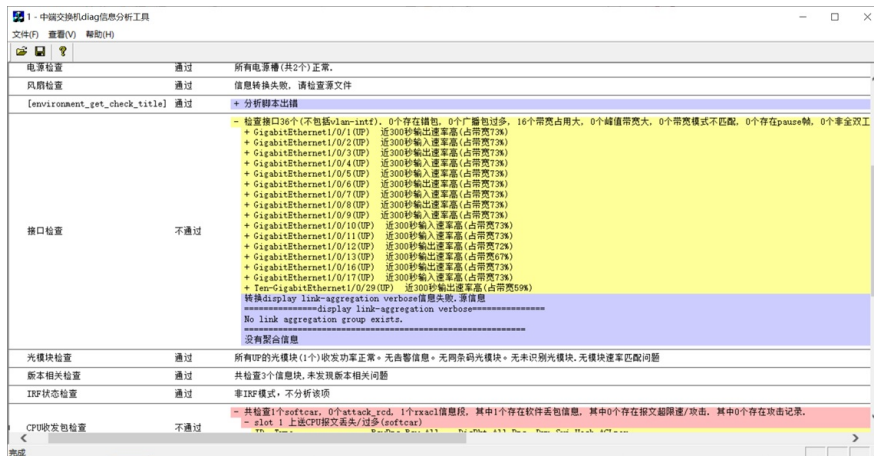 1 - 中端交换机diag信息分析工具
文件(F) 查看(V) 帮助(H)
电源检查 通过 所有电源槽(共2个)正常.
风扇检查 通过 信息转换失败, 请检查源文件
[environment_get_check_title] 通过 + 分析脚本出错
- 检查接口36个(不包括vlan-intf). 0个存在错包, 0个广播包过多, 16个带宽占用大, 0个峰值带宽大, 0个带宽模式不匹配, 0个存在pause帧, 0个非全双工
+ GigabitEthernet1/0/1(UP) 近300秒输出速率高(占带宽73%)
+ GigabitEthernet1/0/2(UP) 近300秒输入速率高(占带宽73%)
+ GigabitEthernet1/0/3(UP) 近300秒输出速率高(占带宽73%)
+ GigabitEthernet1/0/4(UP) 近300秒输入速率高(占带宽73%)
+ GigabitEthernet1/0/5(UP) 近300秒输入速率高(占带宽73%)
+ GigabitEthernet1/0/6(UP) 近300秒输出速率高(占带宽73%)
+ GigabitEthernet1/0/7(UP) 近300秒输入速率高(占带宽73%)
+ GigabitEthernet1/0/8(UP) 近300秒输出速率高(占带宽73%)
+ GigabitEthernet1/0/9(UP) 近300秒输入速率高(占带宽73%)
+ GigabitEthernet1/0/10(UP) 近300秒输入速率高(占带宽73%)
接口检查 不通过 + GigabitEthernet1/0/11(UP) 近300秒输入速率高(占带宽73%)
+ GigabitEthernet1/0/12(UP) 近300秒输出速率高(占带宽72%)
+ GigabitEthernet1/0/13(UP) 近300秒输出速率高(占带宽67%)
+ GigabitEthernet1/0/16(UP) 近300秒输入速率高(占带宽73%)
+ GigabitEthernet1/0/17(UP) 近300秒输入速率高(占带宽73%)
+ Ten-GigabitEthernet1/0/29(UP) 近300秒输出速率高(占带宽59%)
转换display link-aggregation verbose信息失败.源信息
===============display link-aggregation verbose===============
No link aggregation group exists.
=========================================================
没有聚合信息
光模块检查 通过 所有UP的光模块(1个)收发功率正常。无告警信息。无同条码光模块。无未识别光模块.无模块速率匹配问题
版本相关检查 通过 共检查3个信息块,未发现版本相关问题
IRF状态检查 通过 非IRF模式, 不分析该项
- 共检查1个softcar, 0个attack_rcd, 1个rxacl信息段, 其中1个存在软件丢包信息, 其中0个存在报文超限速/攻击. 其中0个存在攻击记录.
CPU收发包检查 不通过 - slot 1 上送CPU报文丢失/过多(softcar)
完成